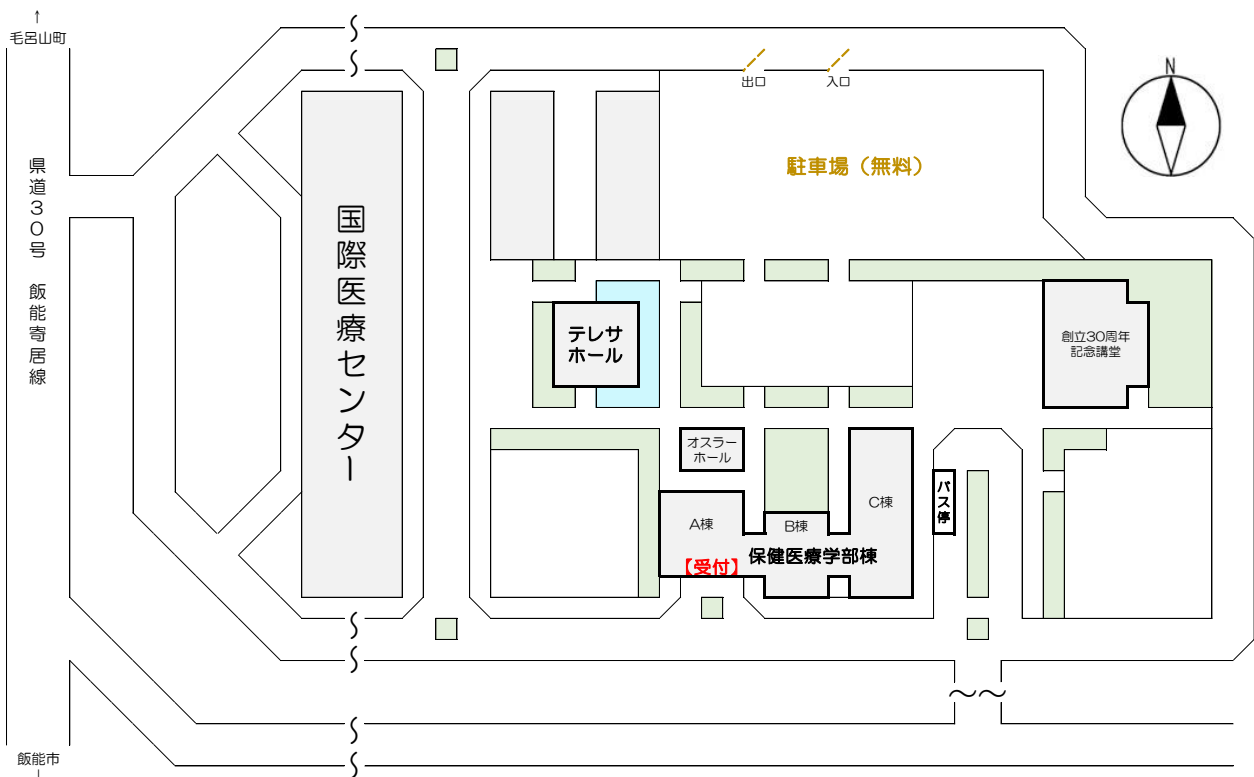 ↑
毛呂山町
N
出口
入口
県道30号 飯能寄居線
駐車場（無料）
国際医療センター
テレサ
ホール
創立30周年
記念講堂
オスラー
ホール
C棟
バス停
A棟
B棟
保健医療学部棟
【受付】
飯能市